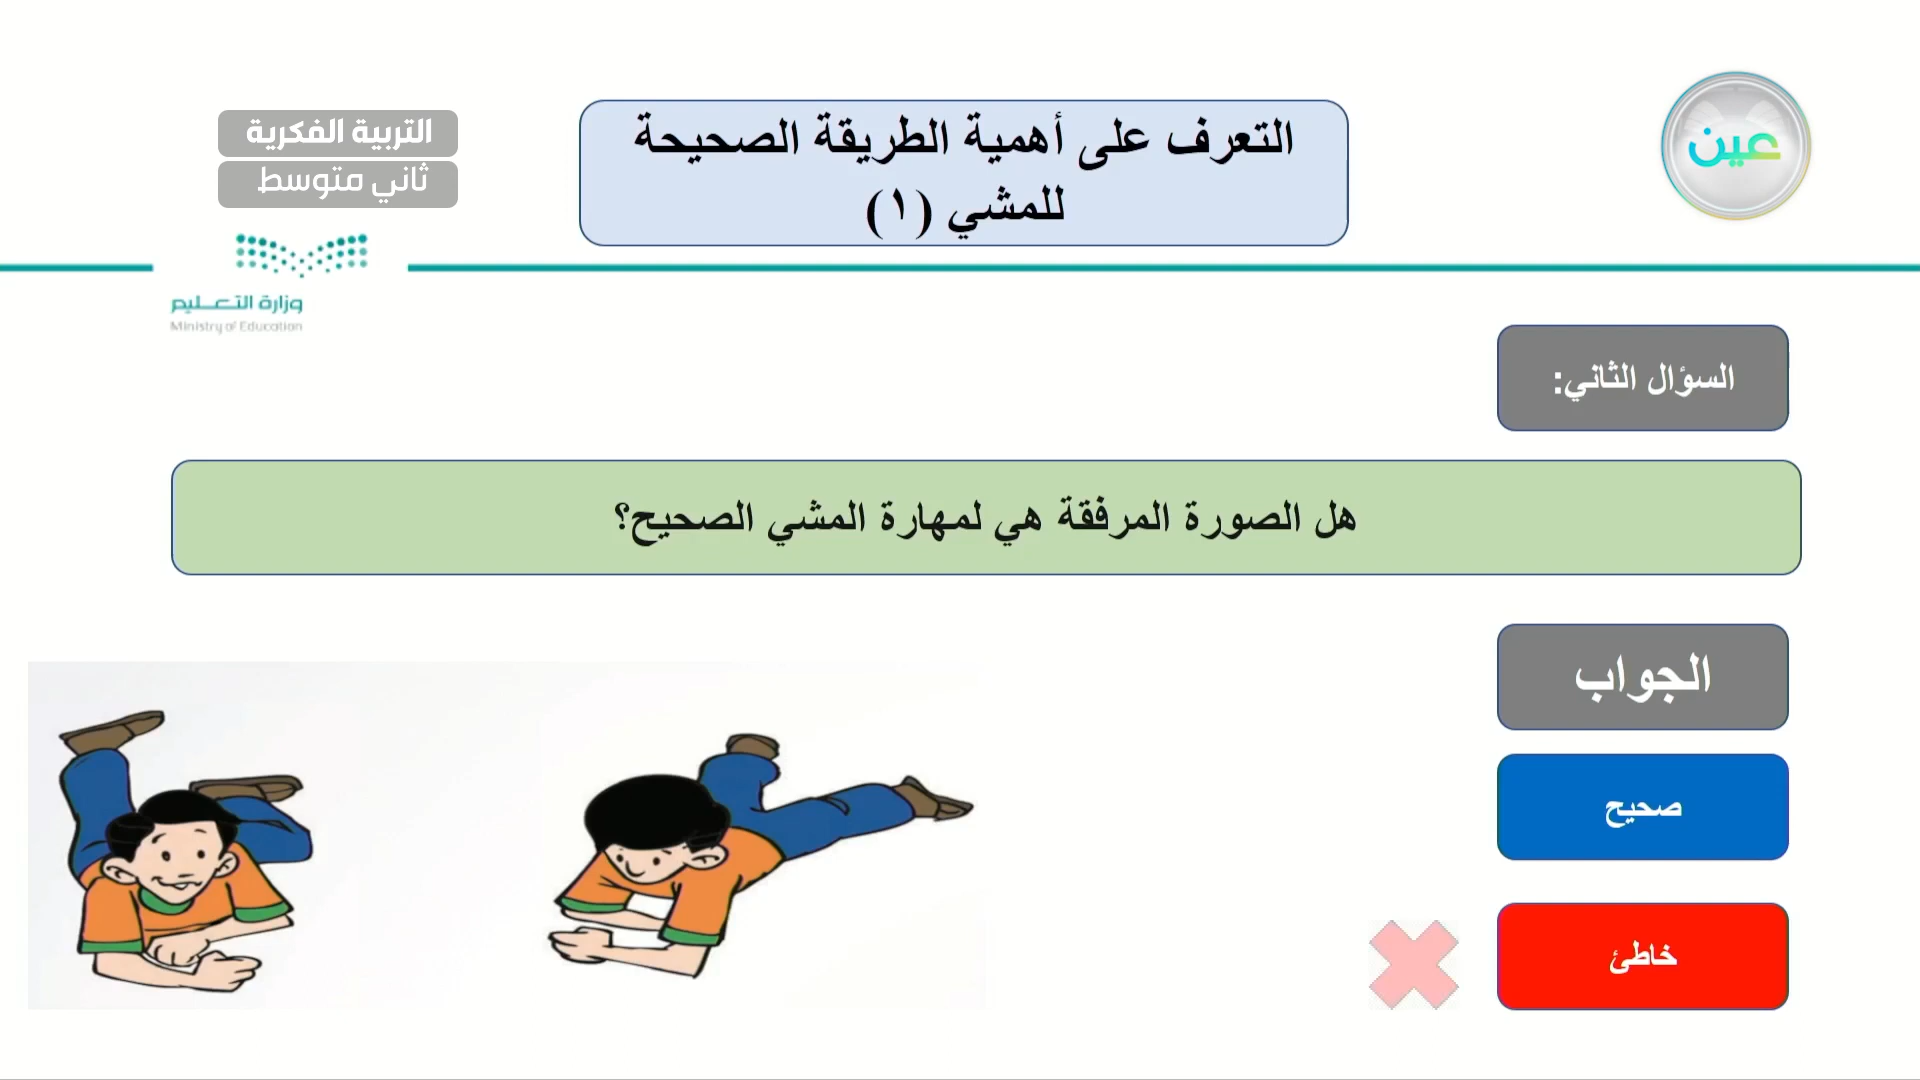 عين
التعرف على أهمية الطريقة الصحيحة
للمشي (١)
التربية الفكرية
ثاني متوسط
وزارة التعليم
Ministry of Education
السؤال الثاني:
هل الصورة المرفقة هي لمهارة المشي الصحيح؟
الجواب
صحيح
خاطئ